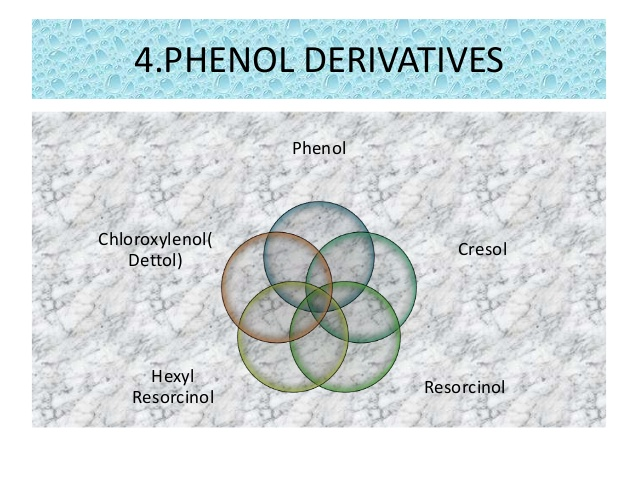 4.PHENOL DERIVATIVES
Phenol
Chloroxylenol(
Dettol)
Cresol
Hexyl
Resorcinol
Resorcinol